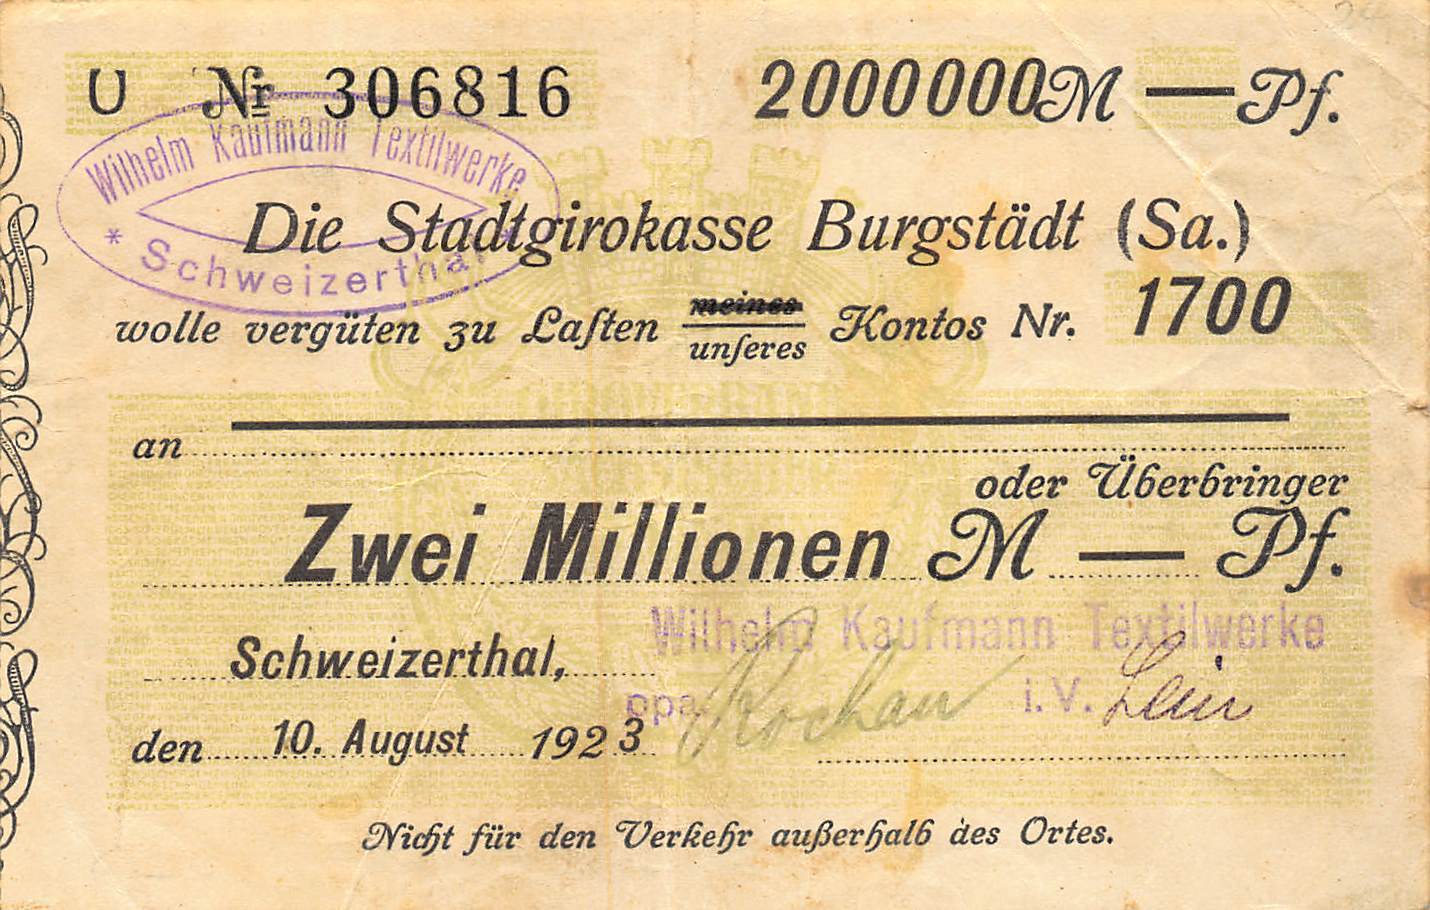 U № 306816 2000000 M — Pf.
Wilhelm Kaufmann Textilwerke
* Schweizerthal
Die Stadtgirokasse Burgstädt (Sa.)
wolle vergüten zu Laſten meines Kontos Nr. 1700
unſeres
an
oder Überbringer
Zwei Millionen M — Pf.
Wilhelm Kaufmann Textilwerke
Schweizerthal,
ppa Rochau i.V.
den 10. August 1923
Nicht für den Verkehr außerhalb des Ortes.